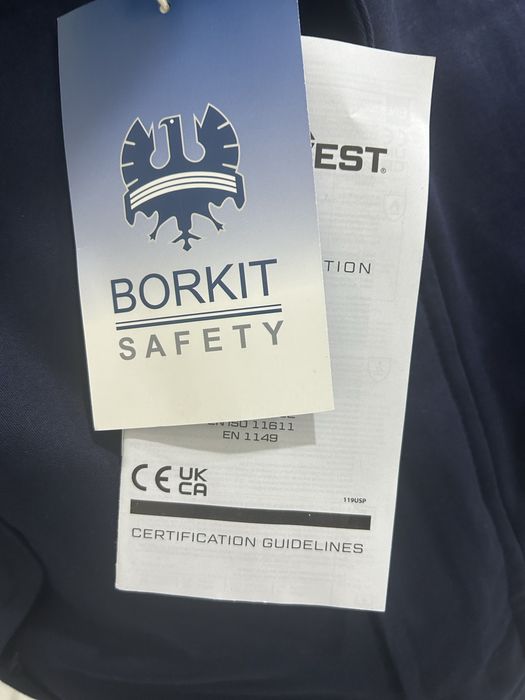 BORKIT
SAFETY
EST®
TION
EN ISO 11611
EN 1149
CE UK
CA
119USP
CERTIFICATION GUIDELINES